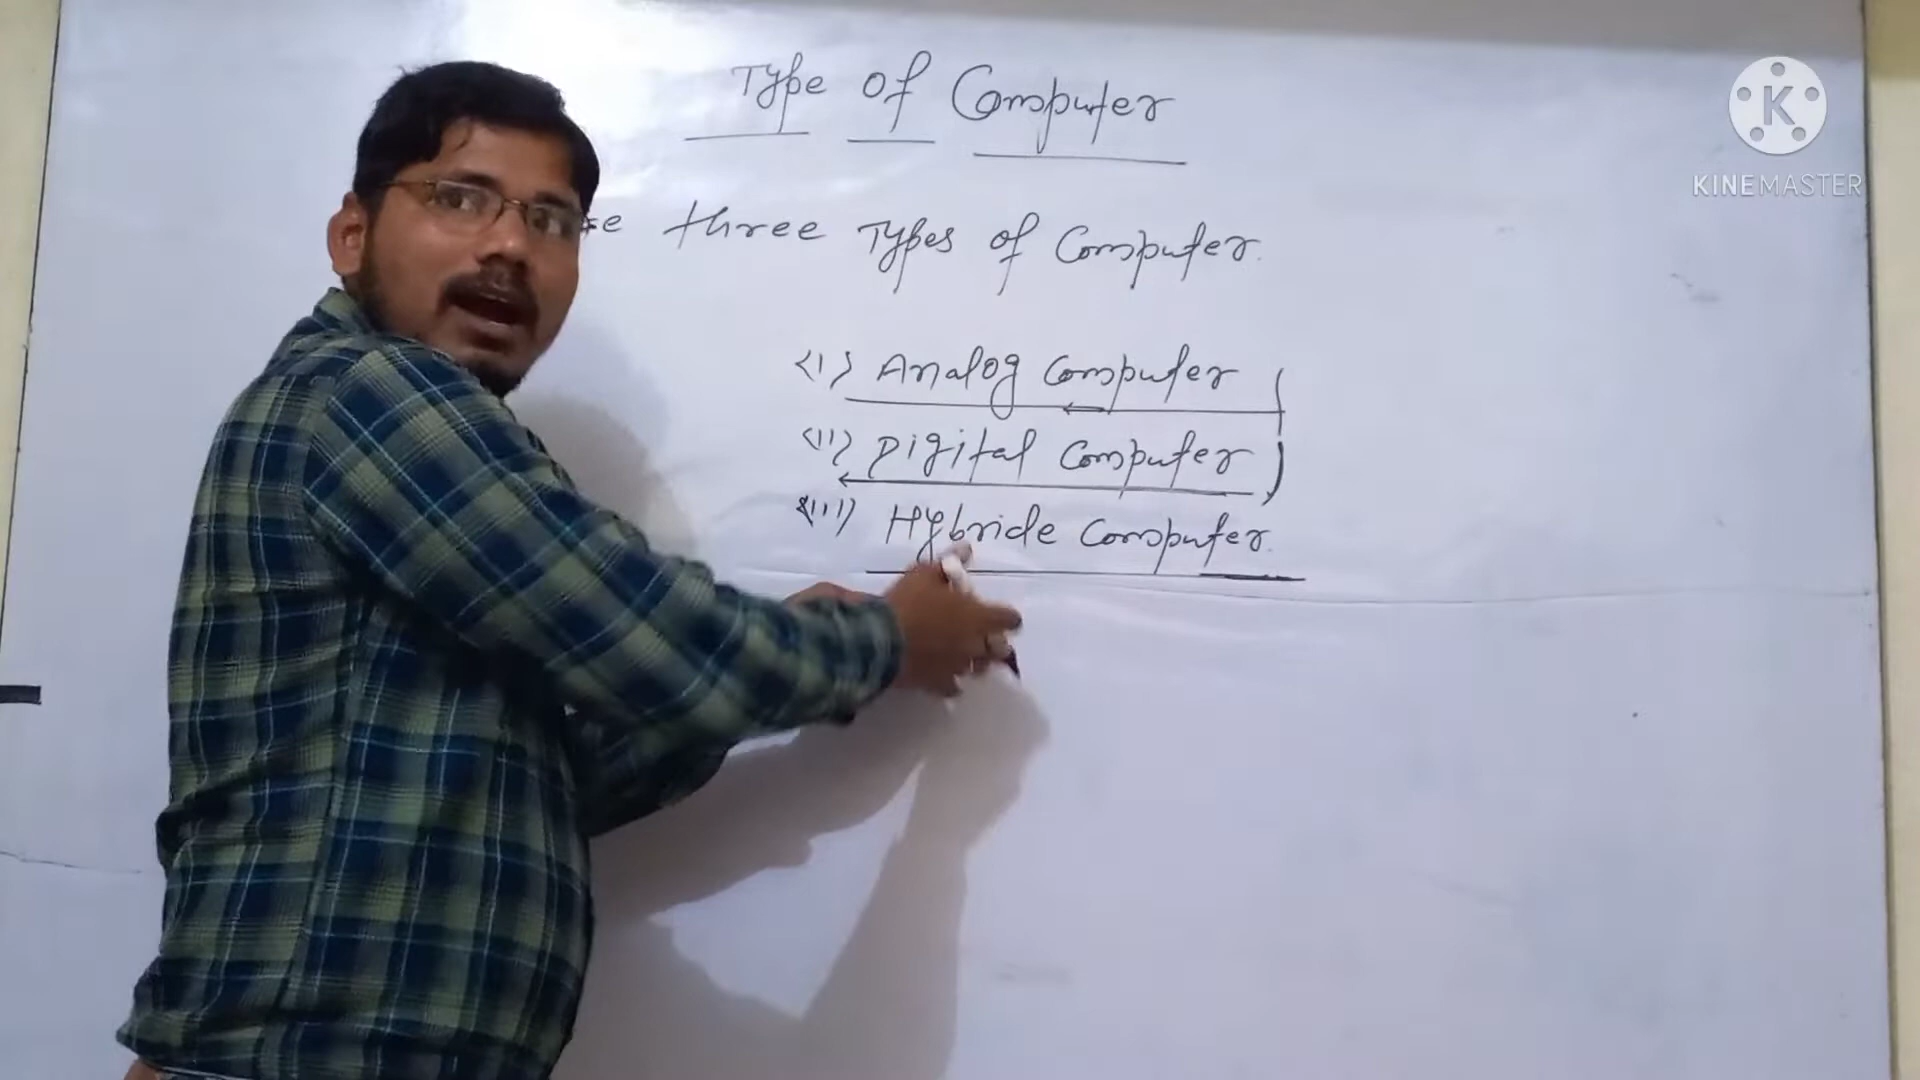 Type of Computer
three Types of Computer.
(I) Analog Computer
(II) Digital Computer
(III) Hybride Computer.
K
KINEMASTER